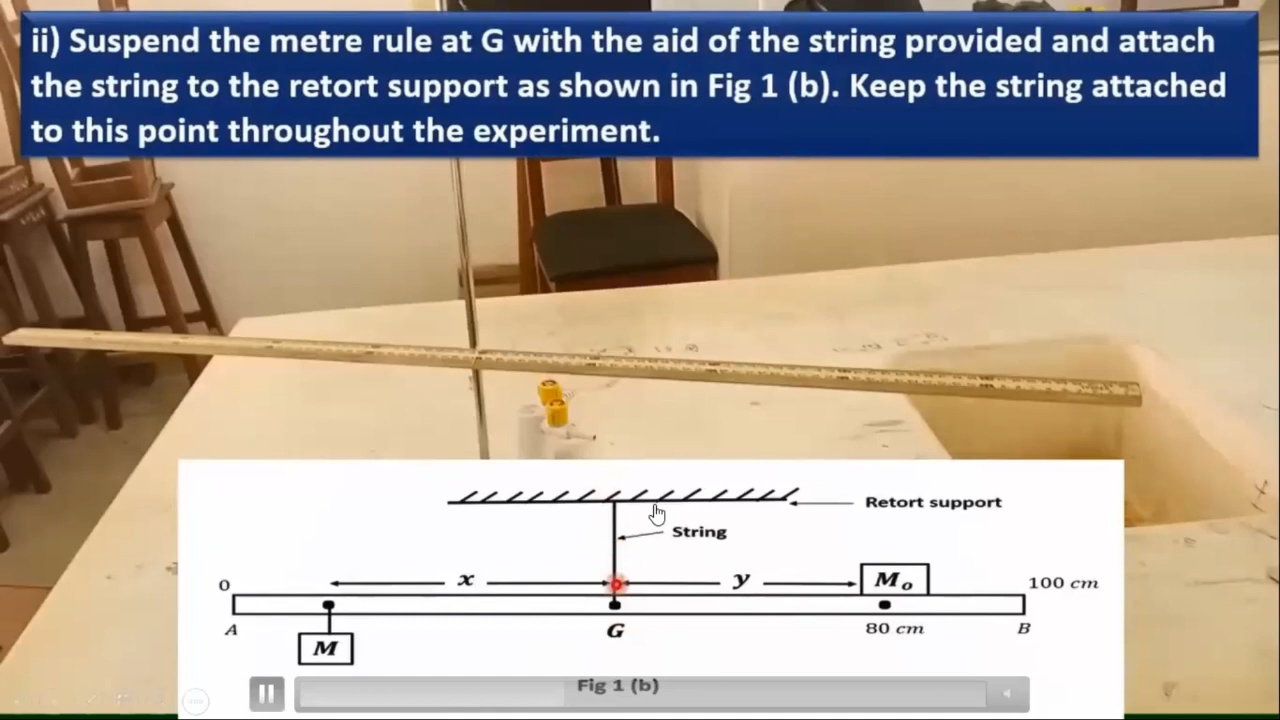 ii) Suspend the metre rule at G with the aid of the string provided and attach
the string to the retort support as shown in Fig 1 (b). Keep the string attached
to this point throughout the experiment.
Retort support
String
0
x
y
Mo
100 cm
A
G
80 cm
B
M
Fig 1 (b)